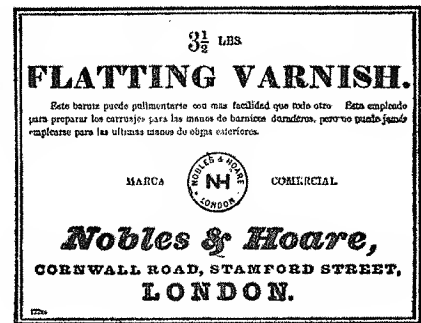 3½ LBS.
FLATTING VARNISH.
Este barniz puede pulimentarse con mas facilidad que todo otro Esta empleado
para preparar los carruajes para las manos de barnices duraderos, pero no puede jamás
emplearse para las ultimas manos de obras exteriores.
MARCA
NOBLES & HOARE
NH
LONDON
COMERCIAL
Nobles & Hoare,
CORNWALL ROAD, STAMFORD STREET,
LONDON.